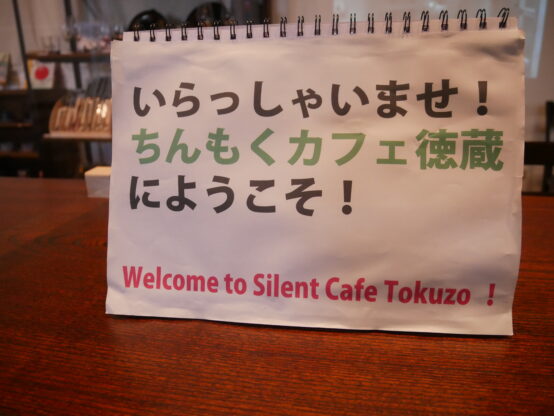 いらっしゃいませ！
ちんもくカフェ徳蔵
にようこそ！
Welcome to Silent Cafe Tokuzo ！